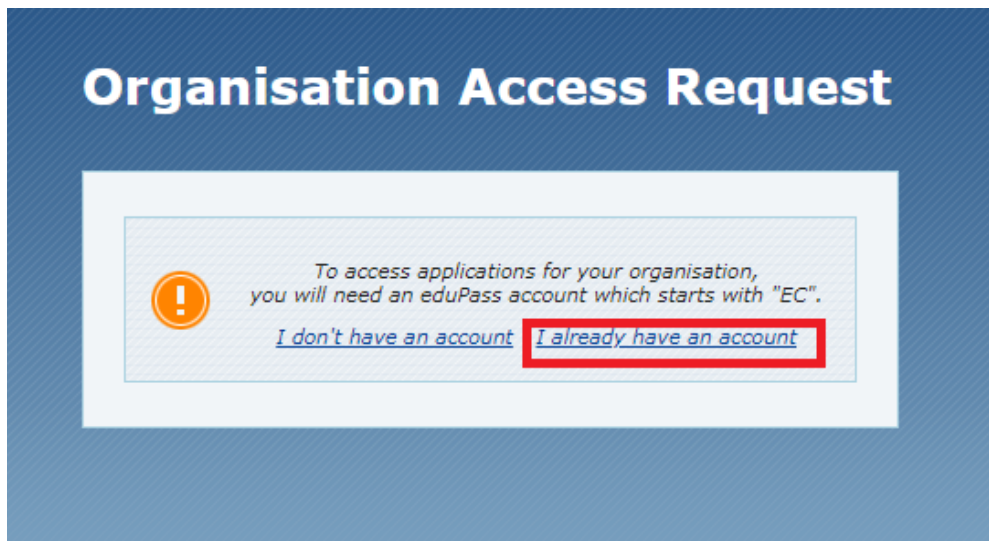 Organisation Access Request
To access applications for your organisation,
you will need an eduPass account which starts with "EC".
I don't have an account I already have an account